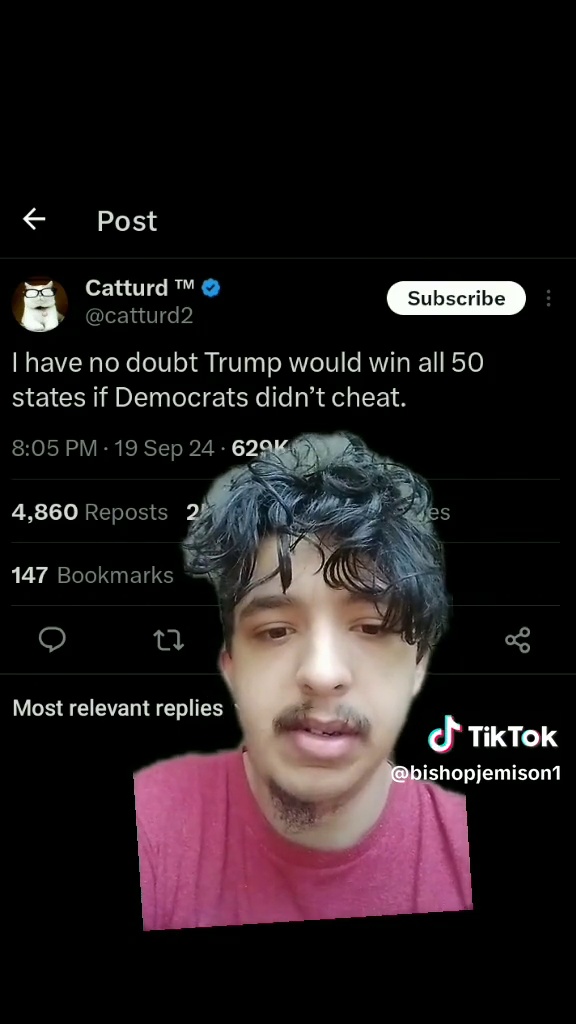 Post
Catturd ™
@catturd2
Subscribe
I have no doubt Trump would win all 50
states if Democrats didn’t cheat.
8:05 PM · 19 Sep 24 · 629K
4,860 Reposts
147 Bookmarks
Most relevant replies
TikTok
@bishopjemison1